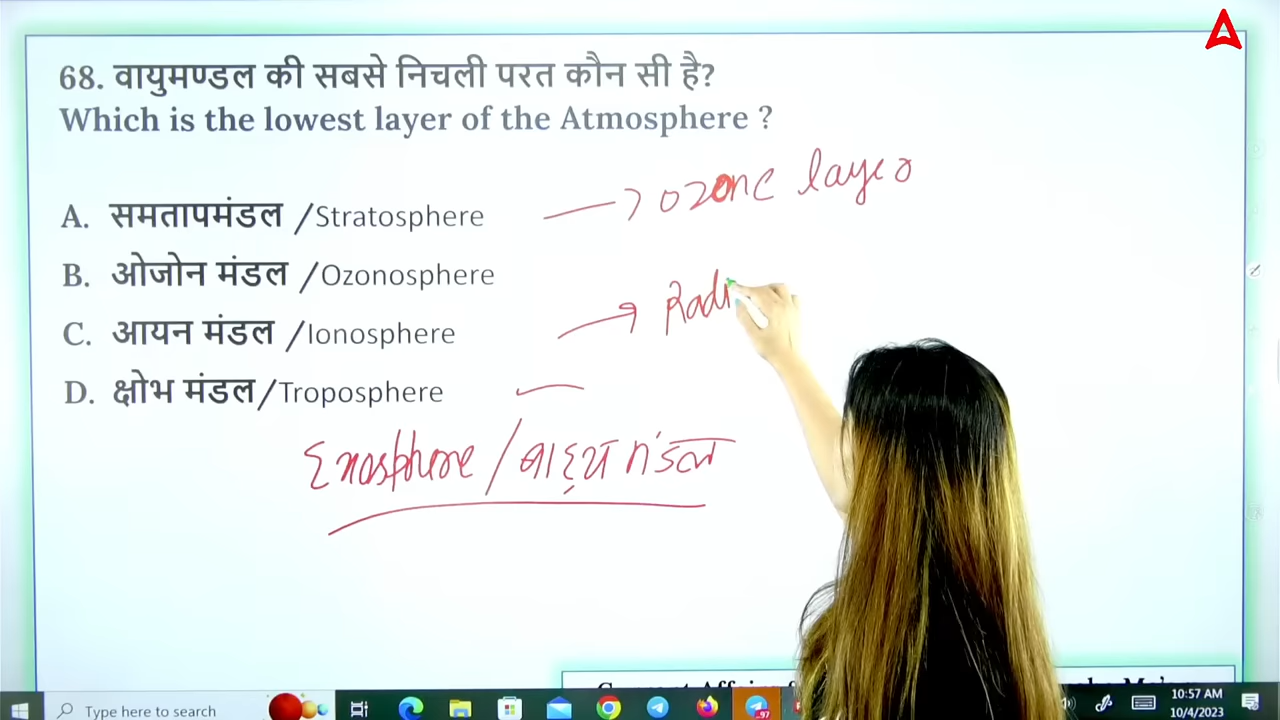 68. वायुमण्डल की सबसे निचली परत कौन सी है?
Which is the lowest layer of the Atmosphere ?
A. समतापमंडल /Stratosphere
ozone layer
B. ओजोन मंडल /Ozonosphere
Radi
C. आयन मंडल /Ionosphere
D. क्षोभ मंडल/Troposphere
Exosphere / बाह्य मंडल
Type here to search
97
10:57 AM
10/4/2023